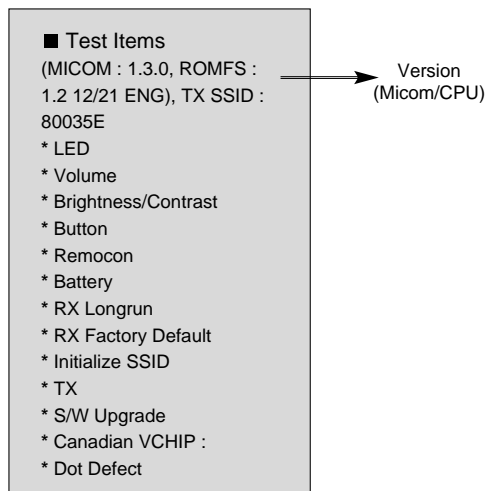 ■ Test Items
(MICOM : 1.3.0, ROMFS :
1.2 12/21 ENG), TX SSID :
80035E
* LED
* Volume
* Brightness/Contrast
* Button
* Remocon
* Battery
* RX Longrun
* RX Factory Default
* Initialize SSID
* TX
* S/W Upgrade
* Canadian VCHIP :
* Dot Defect
Version
(Micom/CPU)